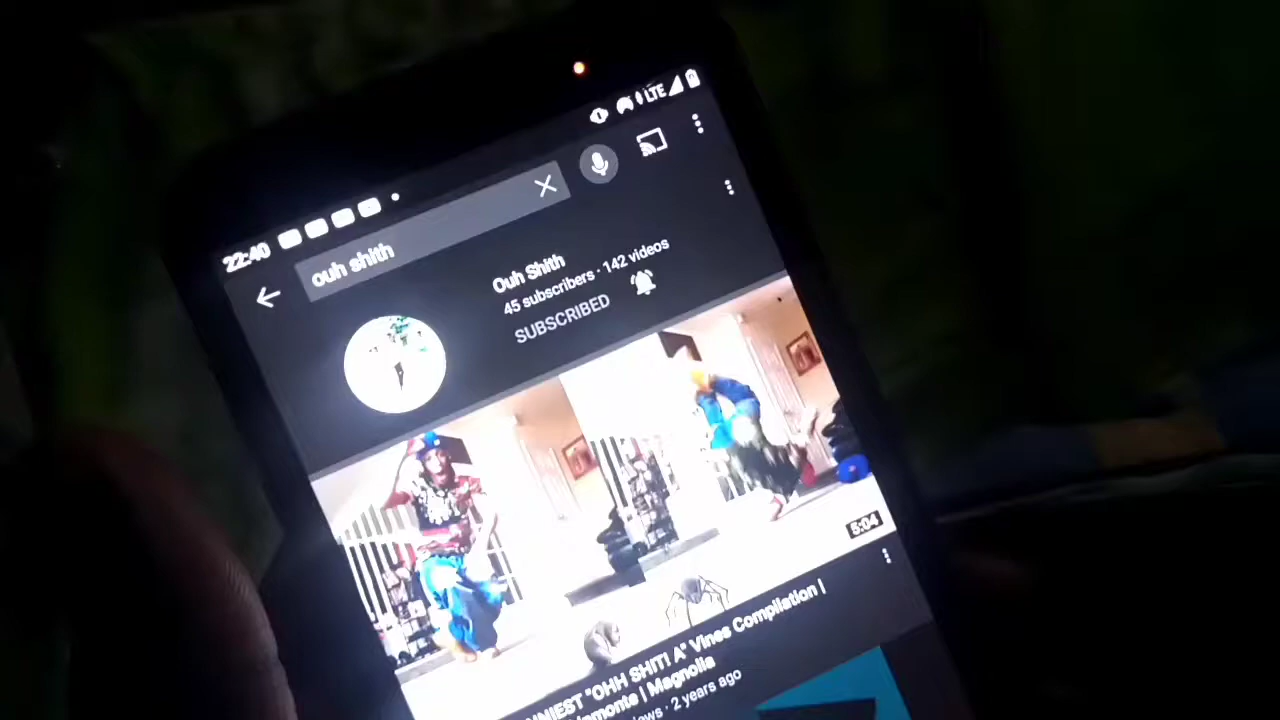 22:40
LTE
ouh shith
Ouh Shith
45 subscribers · 142 videos
SUBSCRIBED
5:04
"OHH SHIT! A" Vines Compilation |
| Magnolia
· 2 years ago